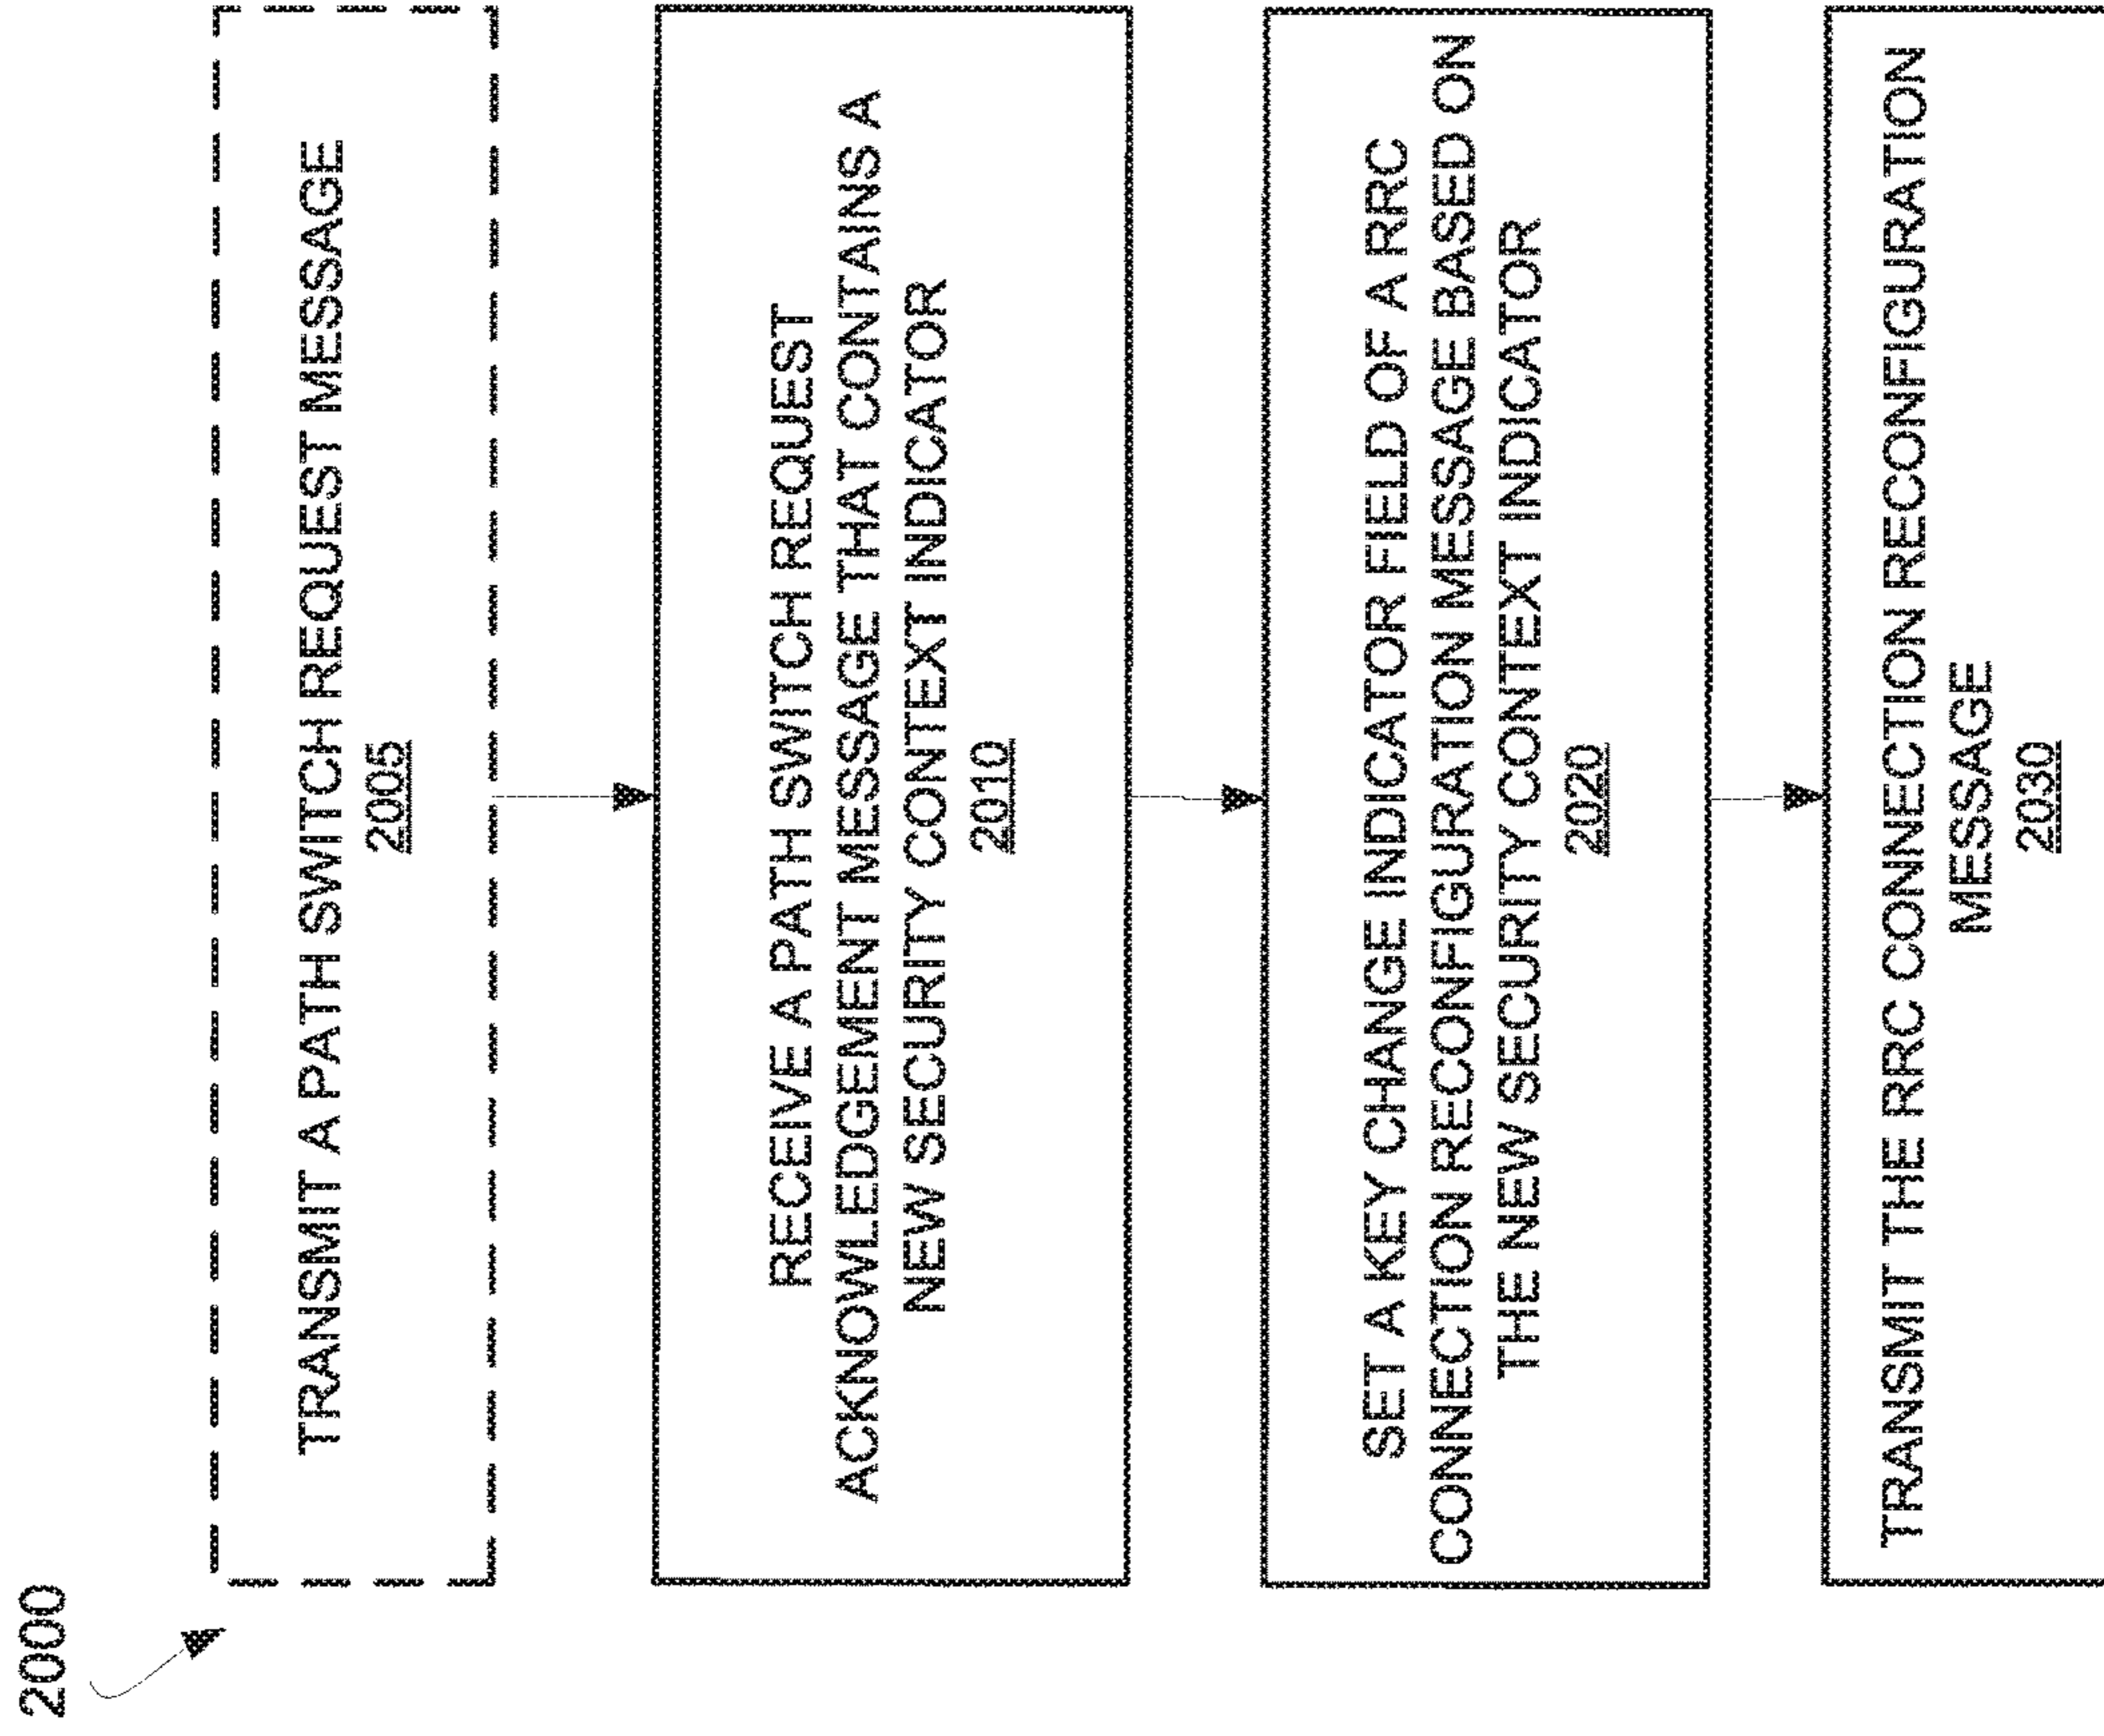 2000
TRANSMIT A PATH SWITCH REQUEST MESSAGE
2005
RECEIVE A PATH SWITCH REQUEST
ACKNOWLEDGEMENT MESSAGE THAT CONTAINS A
NEW SECURITY CONTEXT INDICATOR
2010
SET A KEY CHANGE INDICATOR FIELD OF A RRC
CONNECTION RECONFIGURATION MESSAGE BASED ON
THE NEW SECURITY CONTEXT INDICATOR
2020
TRANSMIT THE RRC CONNECTION RECONFIGURATION
MESSAGE
2030